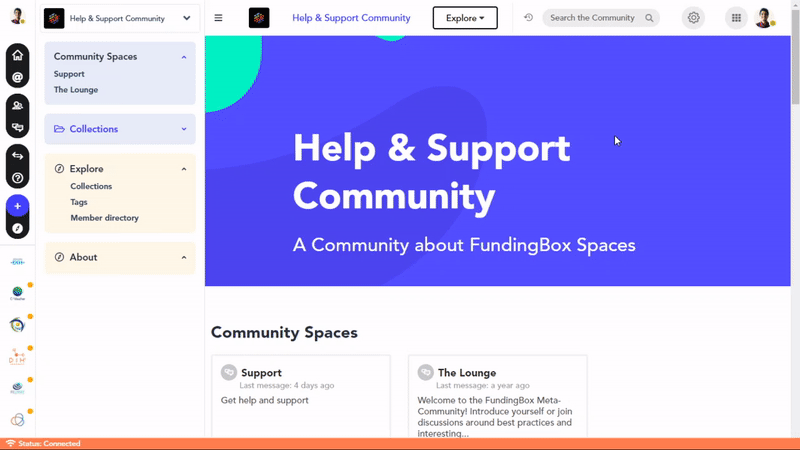 Help & Support Community
Community Spaces
Support
The Lounge
Collections
Explore
Collections
Tags
Member directory
About
Help & Support Community
Explore
Search the Community
Help & Support
Community
A Community about FundingBox Spaces
Community Spaces
Support
Last message: 4 days ago
Get help and support
The Lounge
Last message: a year ago
Welcome to the FundingBox Meta-
Community! Introduce yourself or join
discussions around best practices and
interesting...
Status: Connected